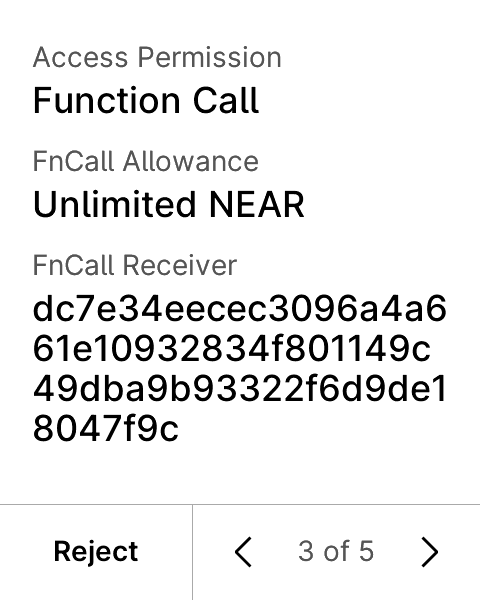 Access Permission
Function Call
FnCall Allowance
Unlimited NEAR
FnCall Receiver
dc7e34eecec3096a4a6
61e10932834f801149c
49dba9b93322f6d9de1
8047f9c
Reject
3 of 5